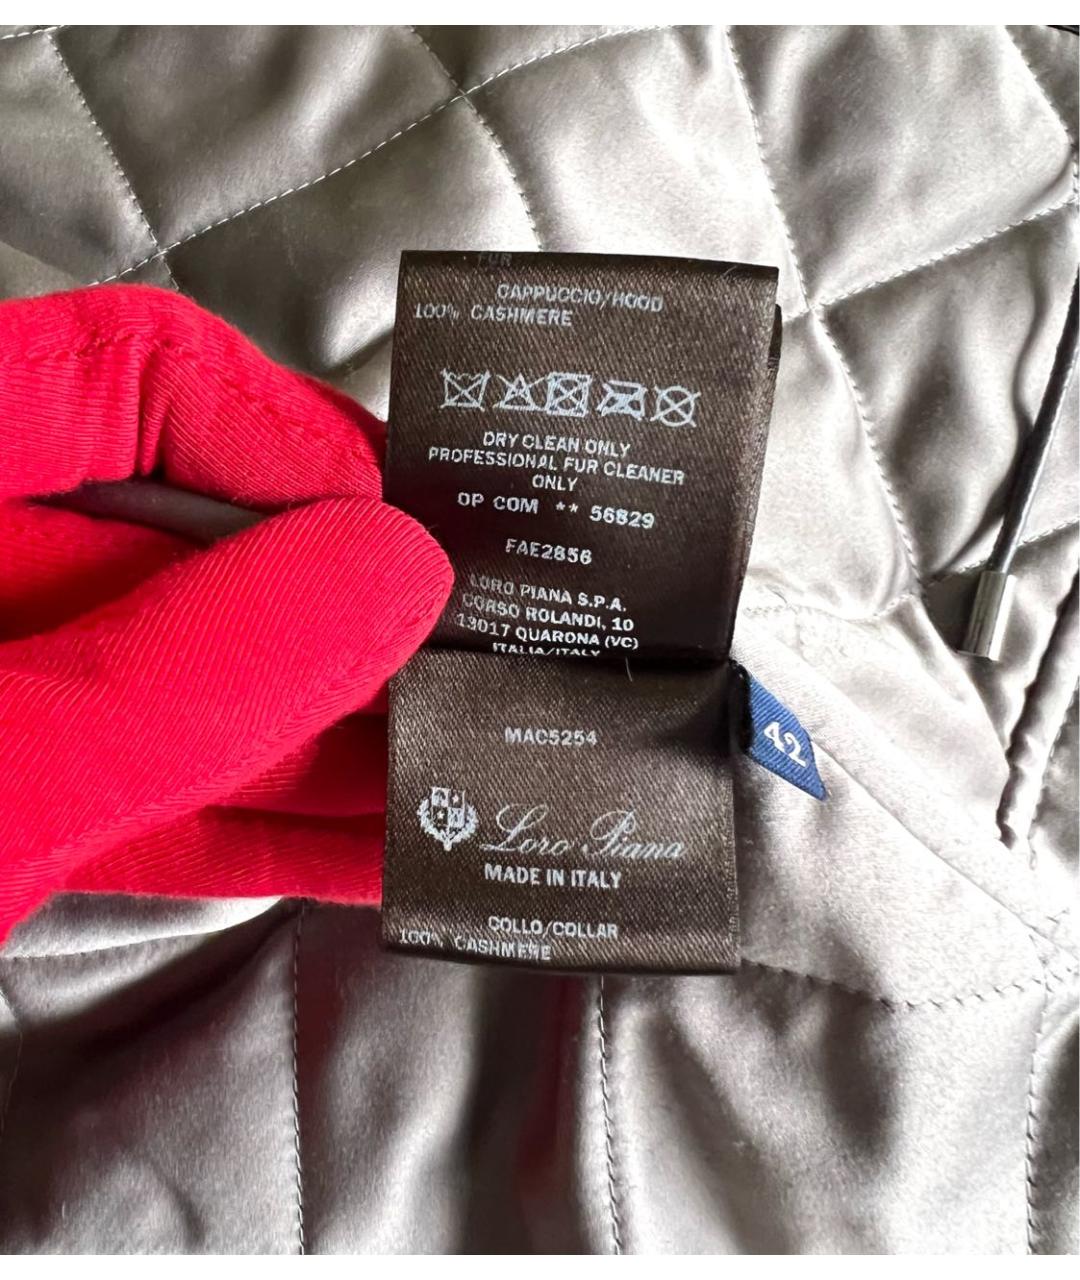 FUR
CAPPUCCIO/HOOD
100% CASHMERE
DRY CLEAN ONLY
PROFESSIONAL FUR CLEANER
ONLY
OP COM ** 56829
FAE2856
LORO PIANA S.P.A.
CORSO ROLANDI, 10
13017 QUARONA (VC)
ITALIA/ITALY
42
MAC5254
Loro Piana
MADE IN ITALY
COLLO/COLLAR
100% CASHMERE